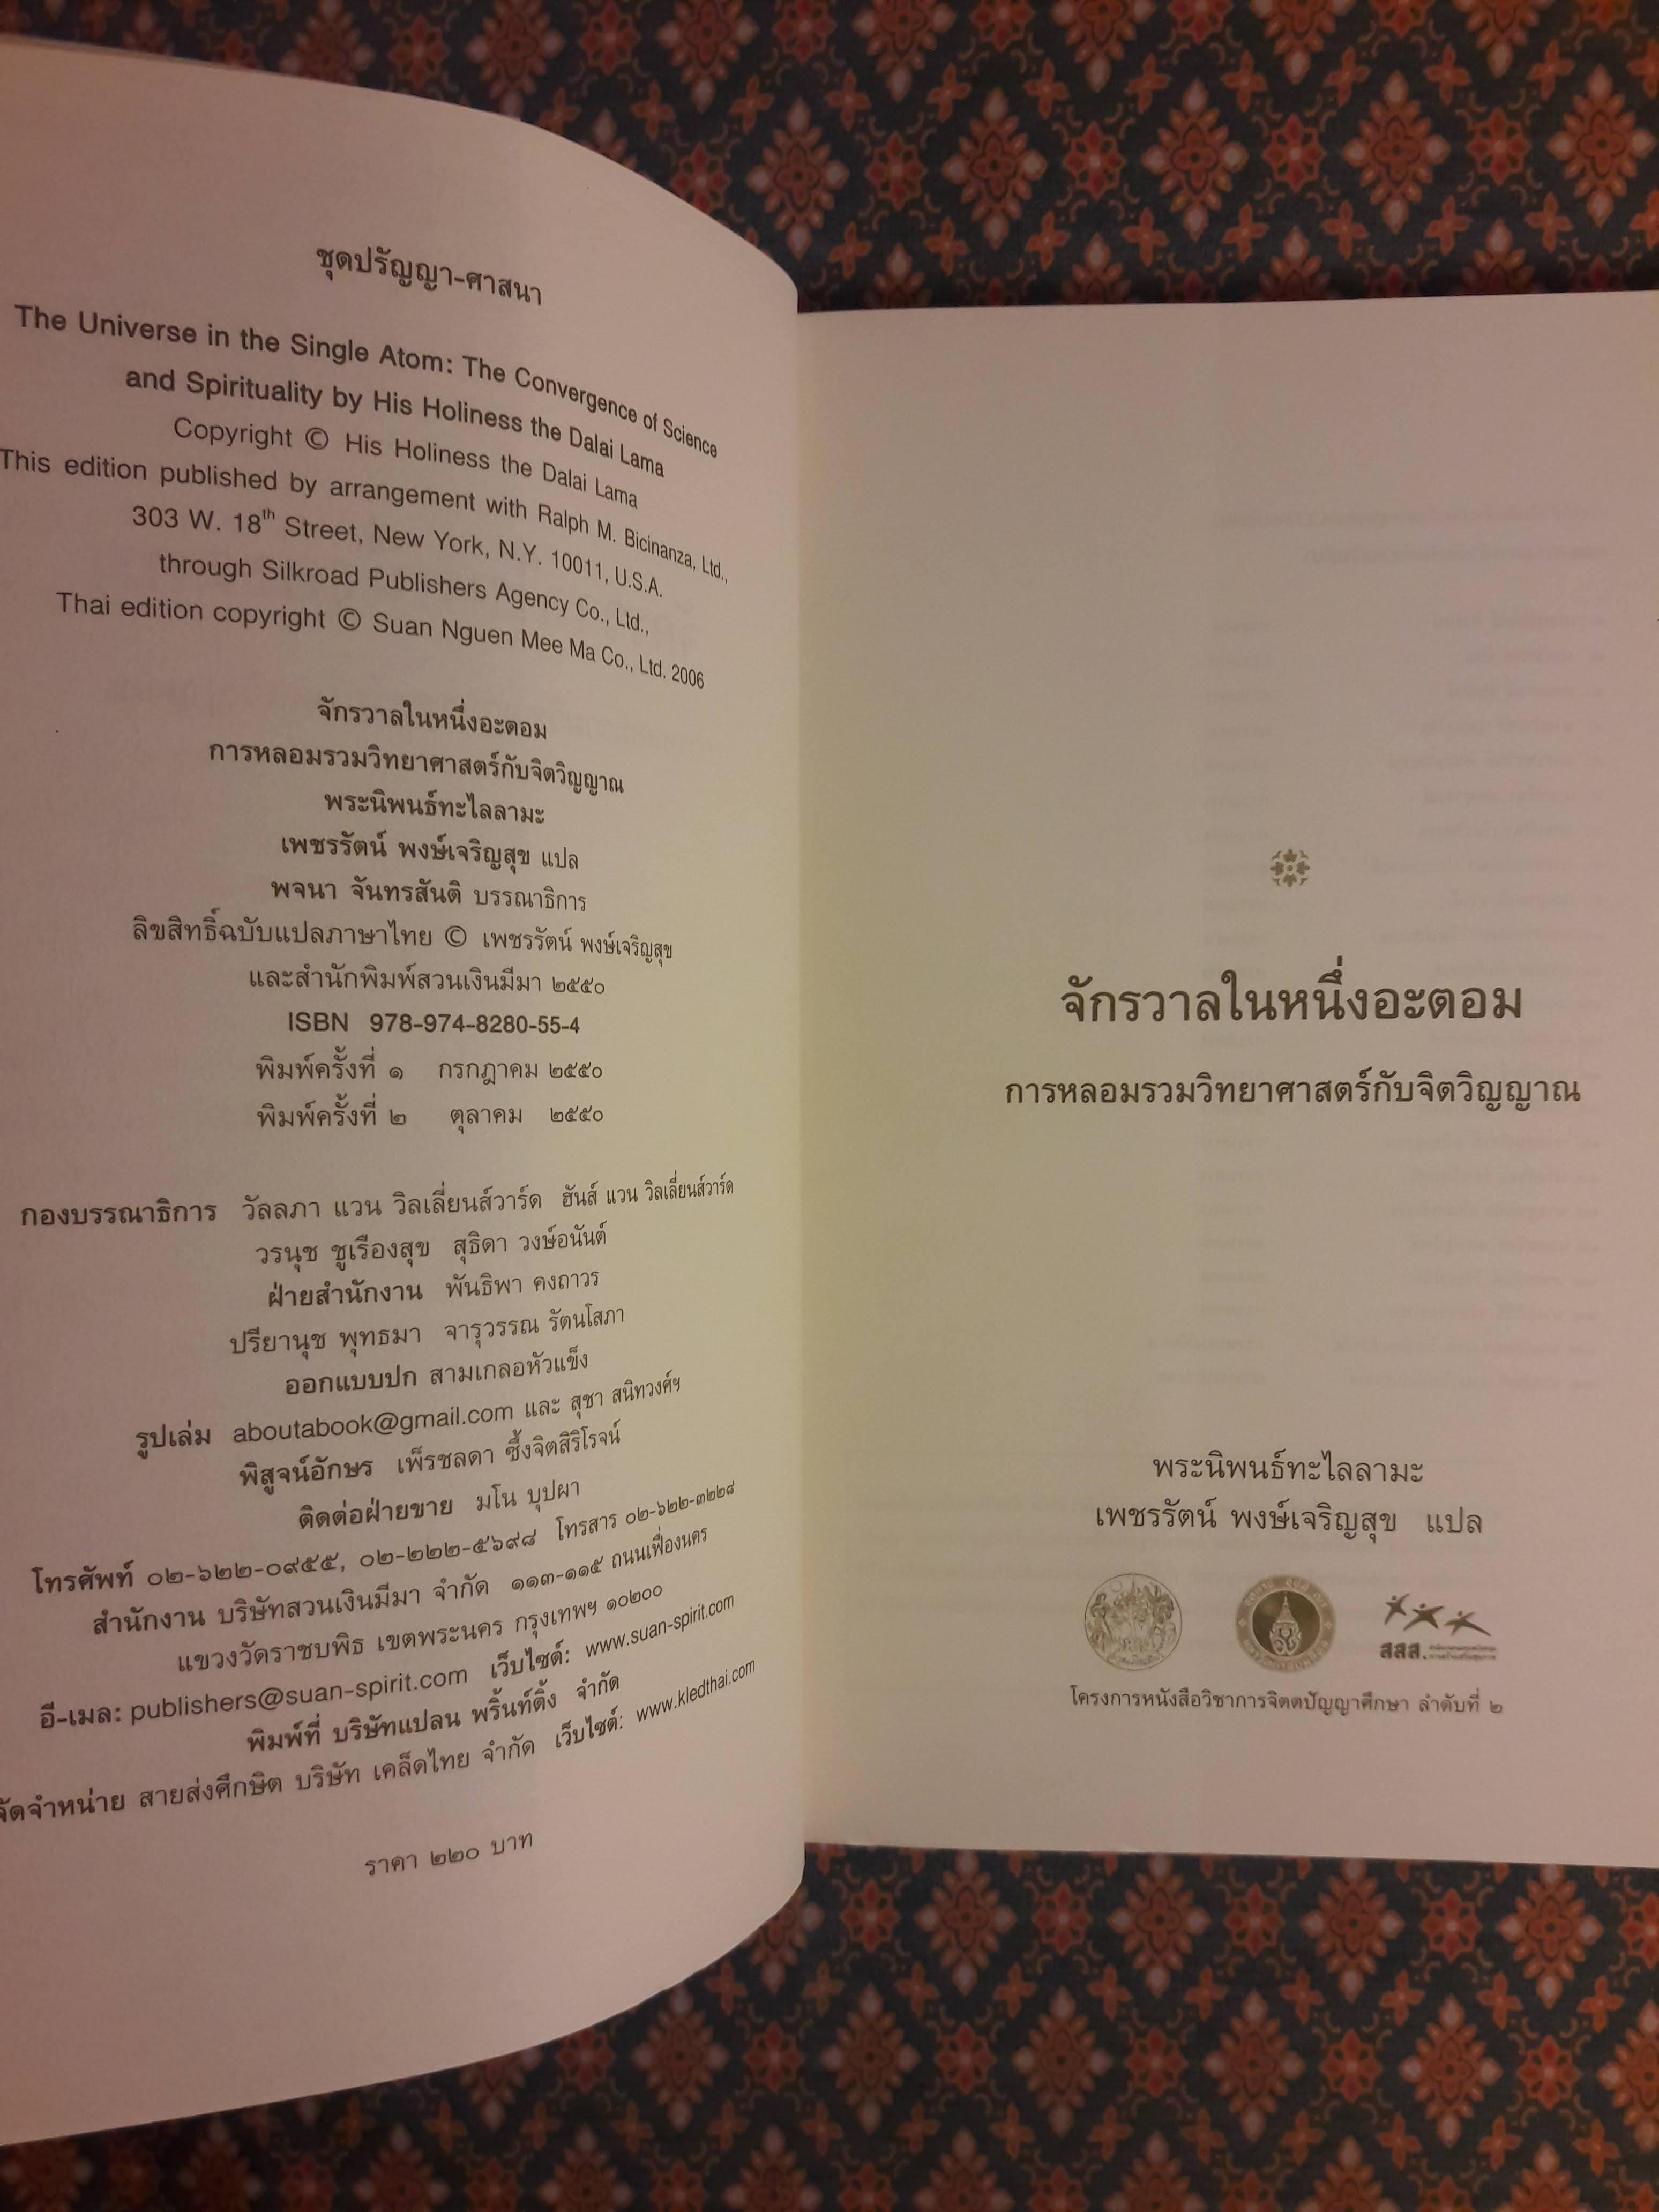 ชุดปรัญญา-ศาสนา
The Universe in the Single Atom: The Convergence of Science
and Spirituality by His Holiness the Dalai Lama
Copyright © His Holiness the Dalai Lama
This edition published by arrangement with Ralph M. Bicinanza, Ltd.,
303 W. 18th Street, New York, N.Y. 10011, U.S.A.
through Silkroad Publishers Agency Co., Ltd.,
Thai edition copyright © Suan Nguen Mee Ma Co., Ltd. 2006
จักรวาลในหนึ่งอะตอม
การหลอมรวมวิทยาศาสตร์กับจิตวิญญาณ
พระนิพนธ์ทะไลลามะ
เพชรรัตน์ พงษ์เจริญสุข แปล
พจนา จันทรสันติ บรรณาธิการ
ลิขสิทธิ์ฉบับแปลภาษาไทย © เพชรรัตน์ พงษ์เจริญสุข
และสำนักพิมพ์สวนเงินมีมา ๒๕๕๐
ISBN 978-974-8280-55-4
พิมพ์ครั้งที่ ๑ กรกฎาคม ๒๕๕๐
พิมพ์ครั้งที่ ๒ ตุลาคม ๒๕๕๐
กองบรรณาธิการ วัลลภา แวน วิลเลี่ยนส์วาร์ด ฮันส์ แวน วิลเลี่ยนส์วาร์ด
วรนุช ชูเรืองสุข สุธิดา วงษ์อนันต์
ฝ่ายสำนักงาน พันธิพา คงถาวร
ปรียานุช พุทธมา จารุวรรณ รัตนโสภา
ออกแบบปก สามเกลอหัวแข็ง
รูปเล่ม aboutabook@gmail.com และ สุชา สนิทวงศ์ฯ
พิสูจน์อักษร เพ็รชลดา ซึ้งจิตสิริโรจน์
ติดต่อฝ่ายขาย มโน บุปผา
โทรศัพท์ ๐๒-๖๒๒-๐๙๕๕, ๐๒-๒๒๒-๕๖๙๘ โทรสาร ๐๒-๖๒๒-๓๒๒๘
สำนักงาน บริษัทสวนเงินมีมา จำกัด ๑๑๓-๑๑๕ ถนนเฟื่องนคร
แขวงวัดราชบพิธ เขตพระนคร กรุงเทพฯ ๑๐๒๐๐
อี-เมล: publishers@suan-spirit.com เว็บไซต์: www.suan-spirit.com
พิมพ์ที่ บริษัทแปลน พริ้นท์ติ้ง จำกัด
จัดจำหน่าย สายส่งศึกษิต บริษัท เคล็ดไทย จำกัด เว็บไซต์: www.kledthai.com
ราคา ๒๒๐ บาท
จักรวาลในหนึ่งอะตอม
การหลอมรวมวิทยาศาสตร์กับจิตวิญญาณ
พระนิพนธ์ทะไลลามะ
เพชรรัตน์ พงษ์เจริญสุข แปล
สสส.
โครงการหนังสือวิชาการจิตตปัญญาศึกษา ลำดับที่ ๒